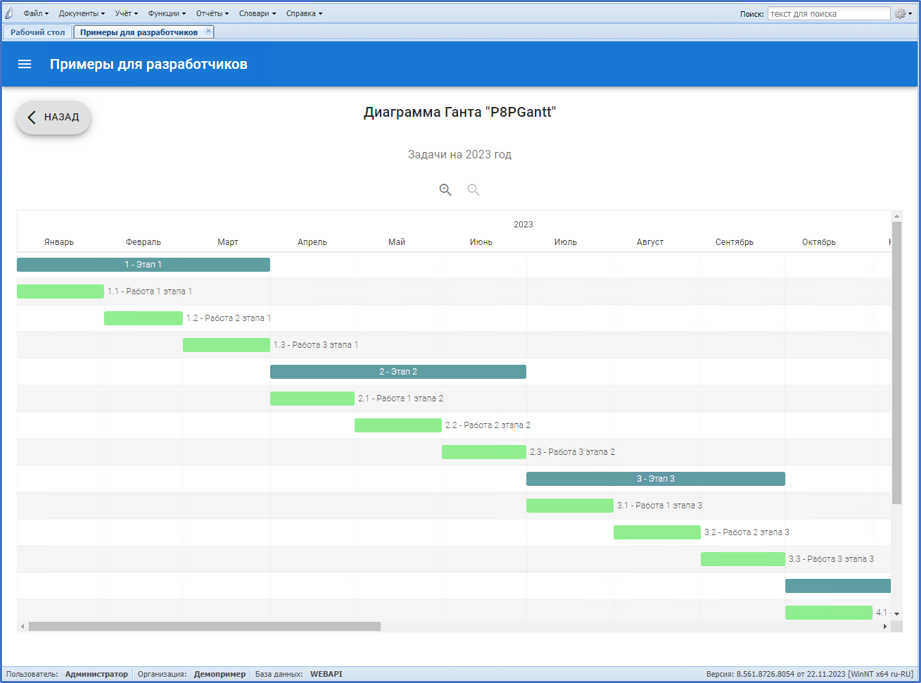 Файл Документы Учёт Функции Отчёты Словари Справка Поиск: текст для поиска
Рабочий стол Примеры для разработчиков
Примеры для разработчиков
НАЗАД
Диаграмма Ганта "P8PGantt"
Задачи на 2023 год
2023
Январь Февраль Март Апрель Май Июнь Июль Август Сентябрь Октябрь
1 - Этап 1
1.1 - Работа 1 этапа 1
1.2 - Работа 2 этапа 1
1.3 - Работа 3 этапа 1
2 - Этап 2
2.1 - Работа 1 этапа 2
2.2 - Работа 2 этапа 2
2.3 - Работа 3 этапа 2
3 - Этап 3
3.1 - Работа 1 этапа 3
3.2 - Работа 2 этапа 3
3.3 - Работа 3 этапа 3
4.1 -
Пользователь: Администратор Организация: Демопример База данных: WEBAPI Версия: 8.561.8726.8054 от 22.11.2023 [WinNT x64 ru-RU]